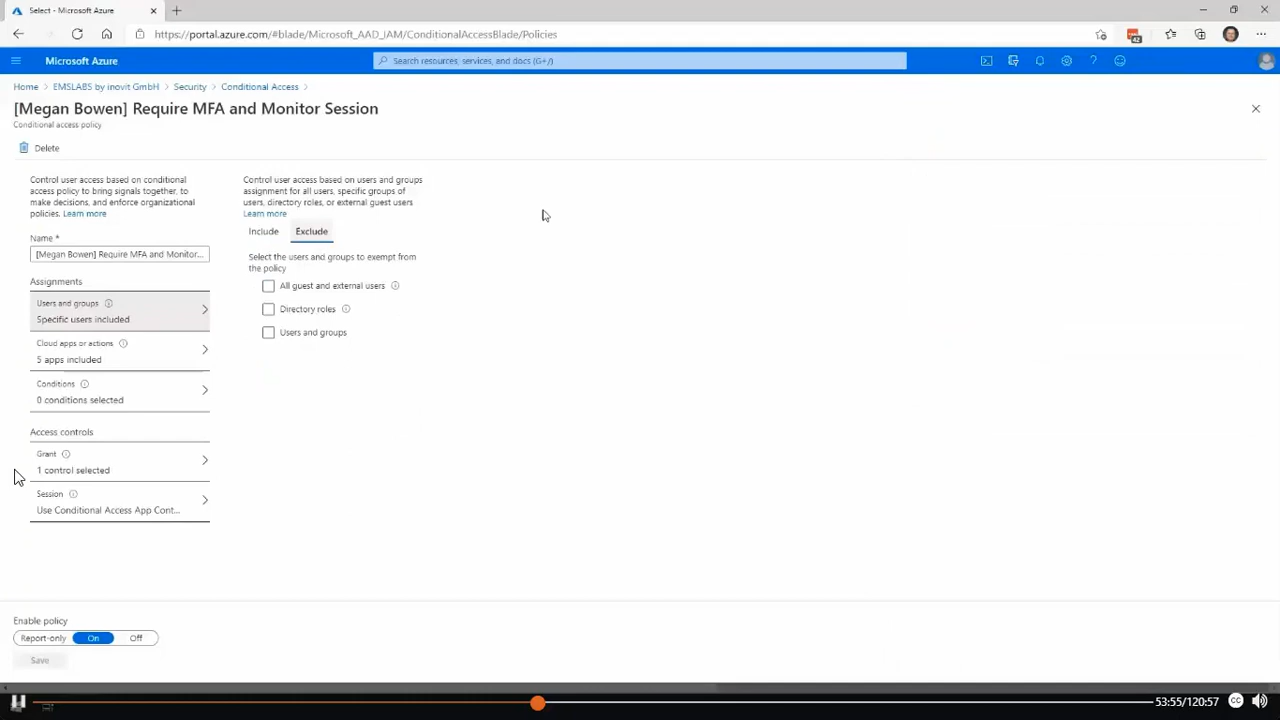 Select - Microsoft Azure
https://portal.azure.com/#blade/Microsoft_AAD_IAM/ConditionalAccessBlade/Policies
Microsoft Azure
Search resources, services, and docs (G+/)
Home > EMSLABS by inovit GmbH > Security > Conditional Access >
[Megan Bowen] Require MFA and Monitor Session
Conditional access policy
Delete
Control user access based on conditional
access policy to bring signals together, to
make decisions, and enforce organizational
policies. Learn more
Name *
[Megan Bowen] Require MFA and Monitor...
Assignments
Users and groups
Specific users included
Cloud apps or actions
5 apps included
Conditions
0 conditions selected
Access controls
Grant
1 control selected
Session
Use Conditional Access App Cont...
Control user access based on users and groups
assignment for all users, specific groups of
users, directory roles, or external guest users
Learn more
Include Exclude
Select the users and groups to exempt from
the policy
All guest and external users
Directory roles
Users and groups
Enable policy
Report-only On Off
Save
53:55/120:57 CC